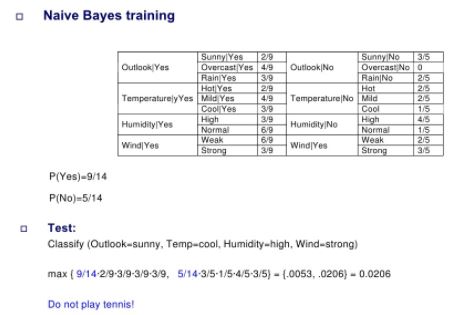 Naive Bayes training
Outlook|Yes Sunny|Yes 2/9 Outlook|No Sunny|No 3/5
Overcast|Yes 4/9 Overcast|No 0
Rain|Yes 3/9 Rain|No 2/5
Temperature|yYes Hot|Yes 2/9 Temperature|No Hot 2/5
Mild|Yes 4/9 Mild 2/5
Cool|Yes 3/9 Cool 1/5
Humidity|Yes High 3/9 Humidity|No High 4/5
Normal 6/9 Normal 1/5
Wind|Yes Weak 6/9 Wind|Yes Weak 2/5
Strong 3/9 Strong 3/5
P(Yes)=9/14
P(No)=5/14
Test:
Classify (Outlook=sunny, Temp=cool, Humidity=high, Wind=strong)
max { 9/14·2/9·3/9·3/9·3/9, 5/14·3/5·1/5·4/5·3/5} = {.0053, .0206} = 0.0206
Do not play tennis!